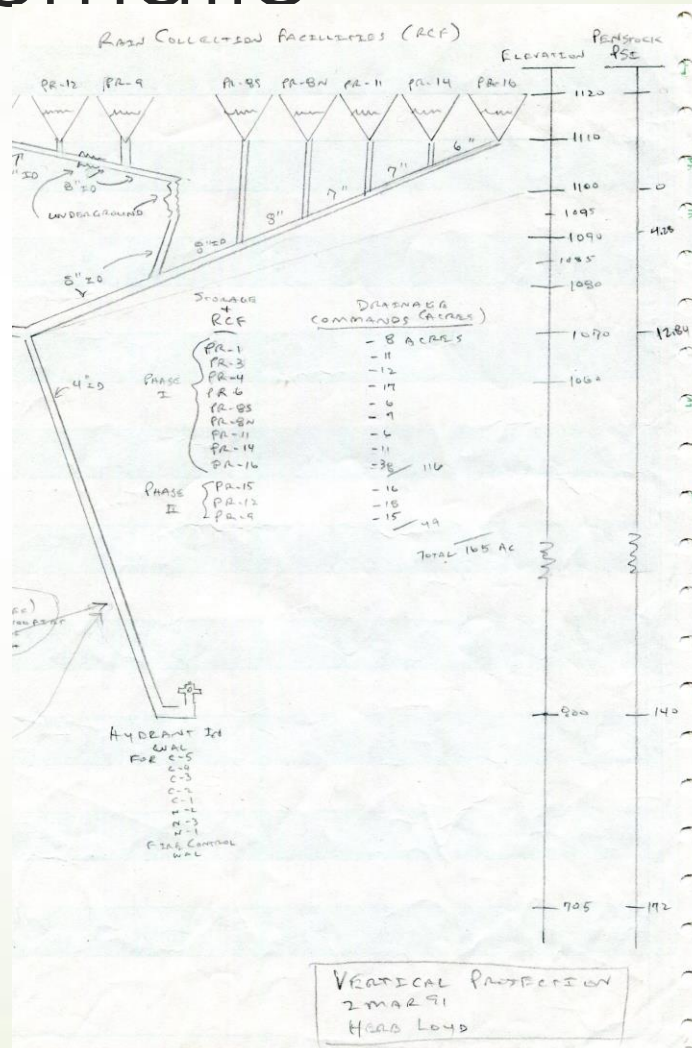 RAIN COLLECTION FACILITIES (RCF)
ELEVATION
PENSTOCK
PSI
PR-12 PR-9 PR-8S PR-8N PR-11 PR-14 PR-16
1120
1110
1100
1095
1090
1085
1080
1070
1060
800
705
0
4.28
12.84
140
172
6"
7"
7"
8"
8" ID
8" ID
UNDERGROUND
8" ID
4" ID
STORAGE
+
RCF
DRAINAGE
COMMANDS (ACRES)
PHASE
I
PR-1 - 8 ACRES
PR-3 - 11
PR-4 - 12
PR-6 - 17
PR-8S - 6
PR-8N - 9
PR-11 - 6
PR-14 - 11
PR-16 - 36 116
PHASE
II
PR-15 - 16
PR-12 - 18
PR-9 - 15
49
TOTAL 165 AC
HYDRANT IN
WAL
FOR C-5
C-4
C-3
C-2
C-1
N-2
N-3
N-1
FIRE CONTROL
WAL
VERTICAL PROJECTION
2 MAR 91
HERB LOYD